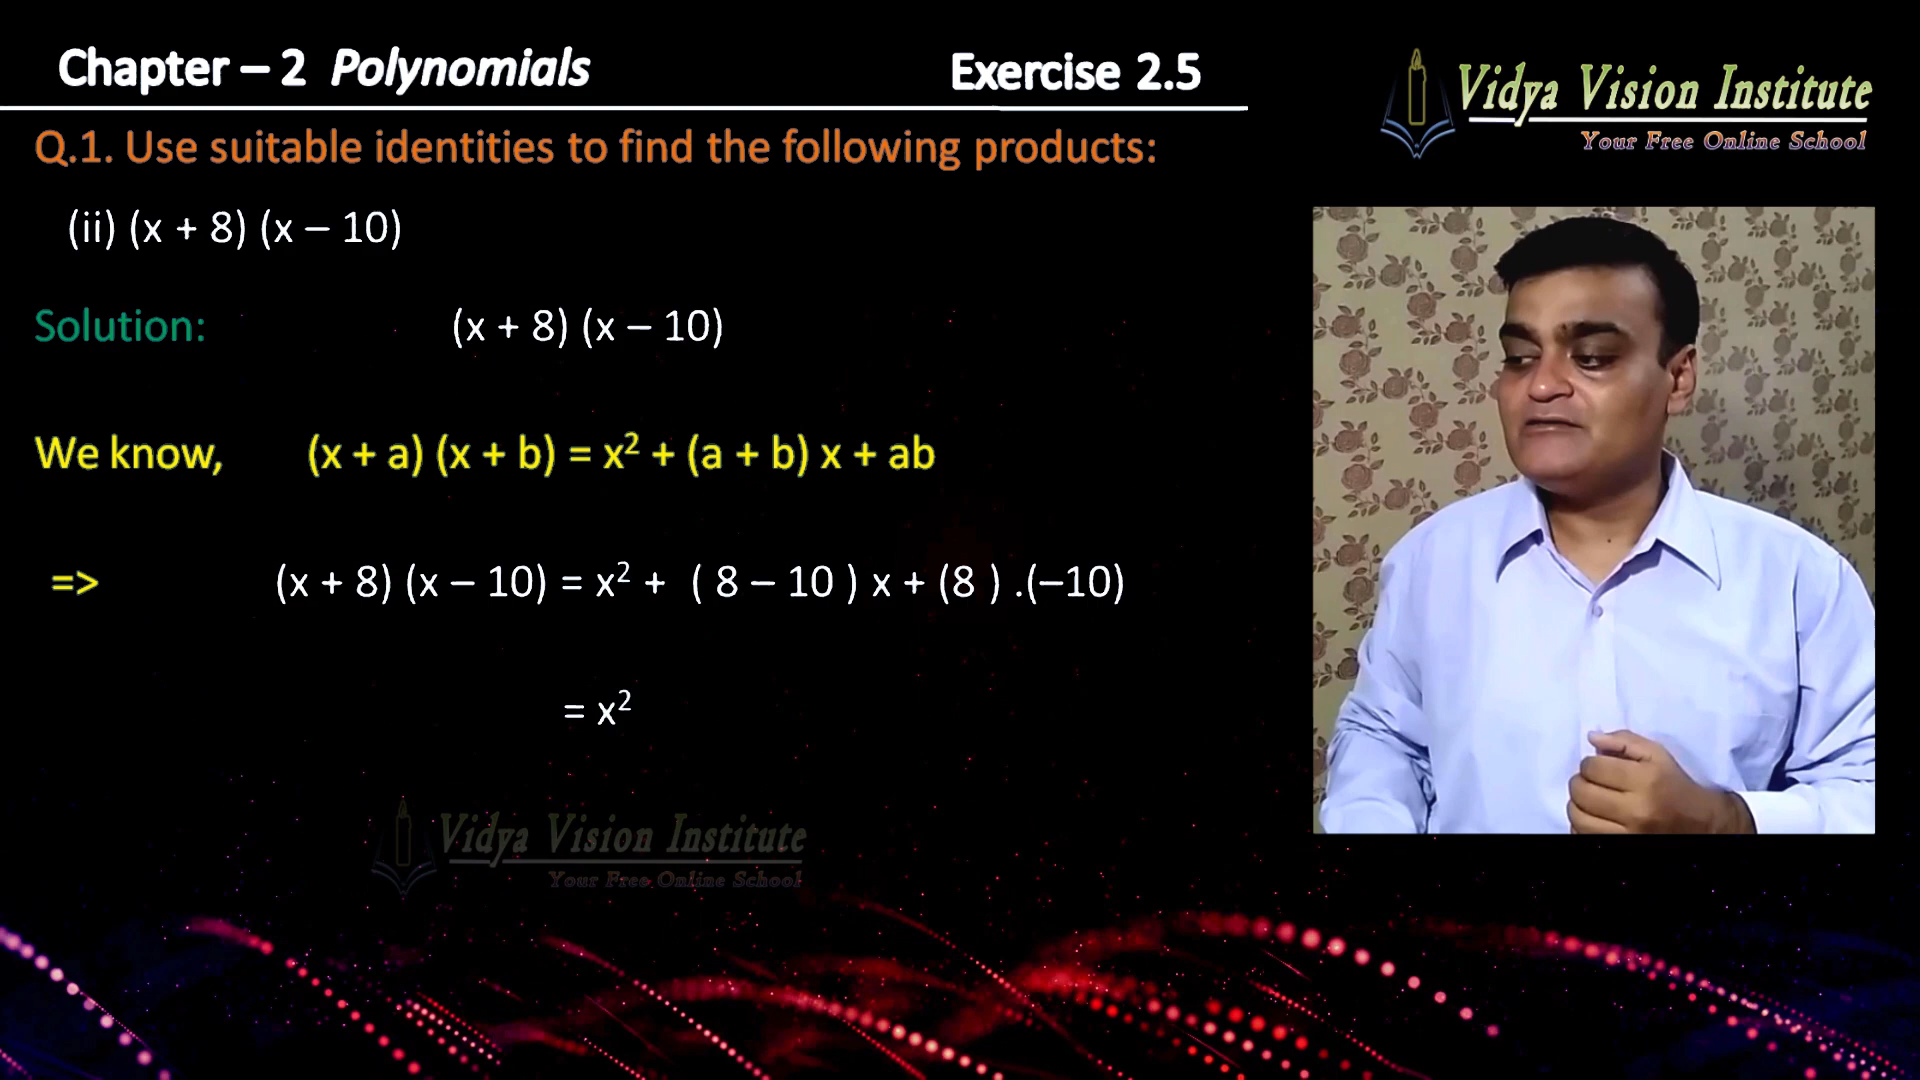 Chapter – 2 Polynomials
Exercise 2.5
Vidya Vision Institute
Your Free Online School
Q.1. Use suitable identities to find the following products:
(ii) (x + 8) (x – 10)
Solution: (x + 8) (x – 10)
We know, (x + a) (x + b) = x² + (a + b) x + ab
=> (x + 8) (x – 10) = x² + ( 8 – 10 ) x + (8 ) .(–10)
= x²
Vidya Vision Institute
Your Free Online School